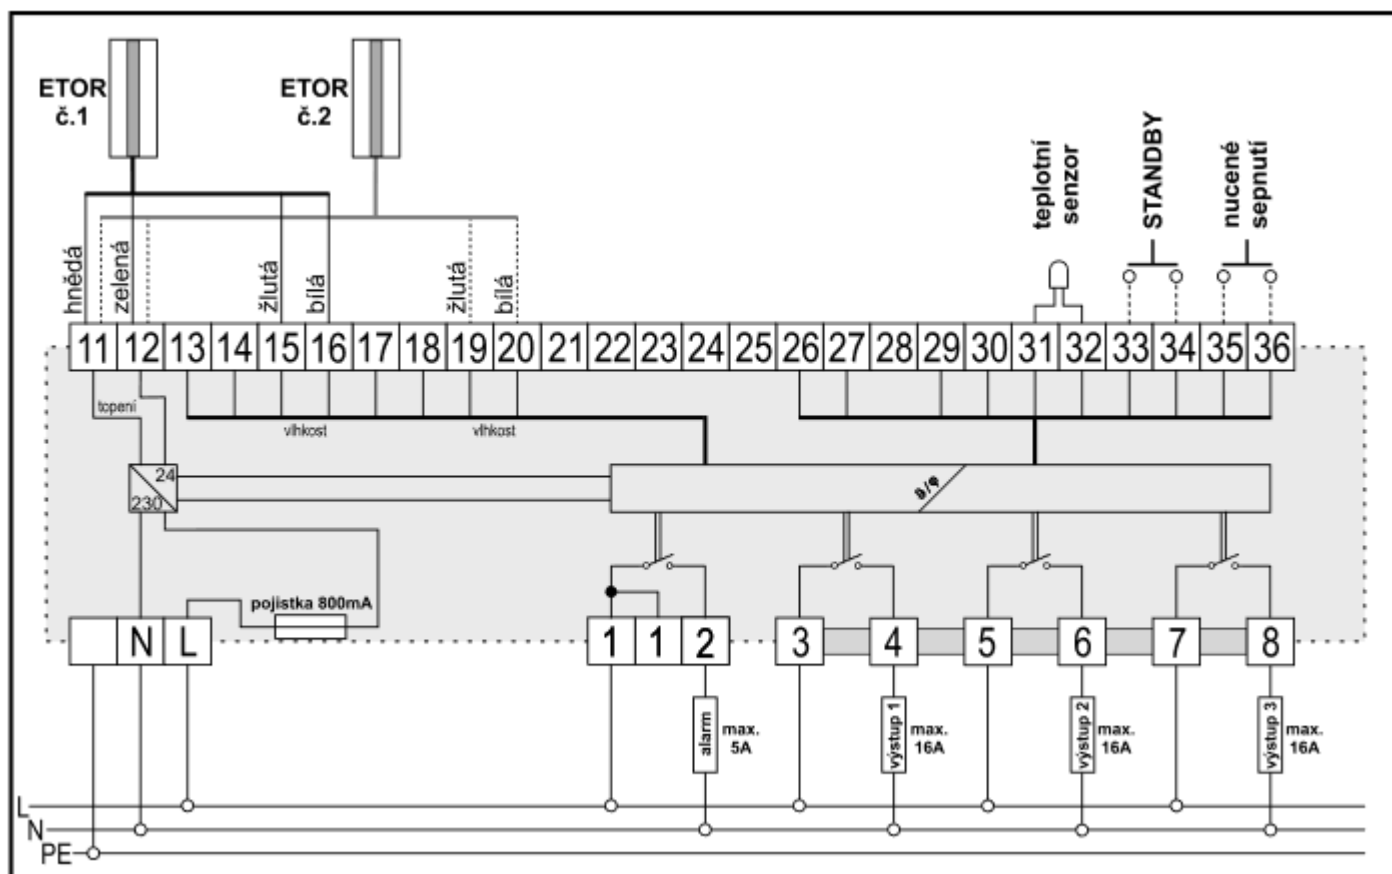 ETOR
č.1
ETOR
č.2
teplotní
senzor
STANDBY
nucené
sepnutí
hnědá
zelená
žlutá
bílá
žlutá
bílá
11 12 13 14 15 16 17 18 19 20 21 22 23 24 25 26 27 28 29 30 31 32 33 34 35 36
topení
vlhkost
vlhkost
24
230
ϑ/φ
pojistka 800mA
N L 1 1 2 3 4 5 6 7 8
alarm
max.
5A
výstup 1
max.
16A
výstup 2
max.
16A
výstup 3
max.
16A
L
N
PE